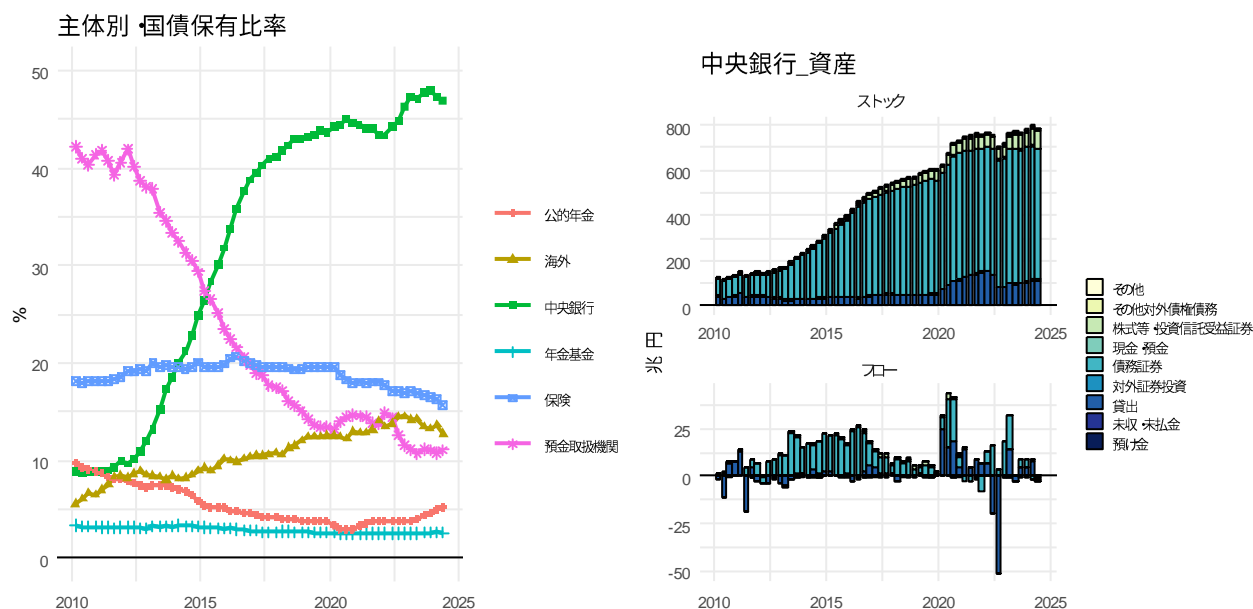 主体別・国債保有比率
50
40
30
20
10
0
%
2010
2015
2020
2025
公的年金
海外
中央銀行
年金基金
保険
預金取扱機関
中央銀行_資産
ストック
800
600
400
200
0
2010
2015
2020
2025
兆円
フロー
25
0
-25
-50
2010
2015
2020
2025
その他
その他対外債権債務
株式等・投資信託受益証券
現金・預金
債務証券
対外証券投資
貸出
未収・未払金
預け金